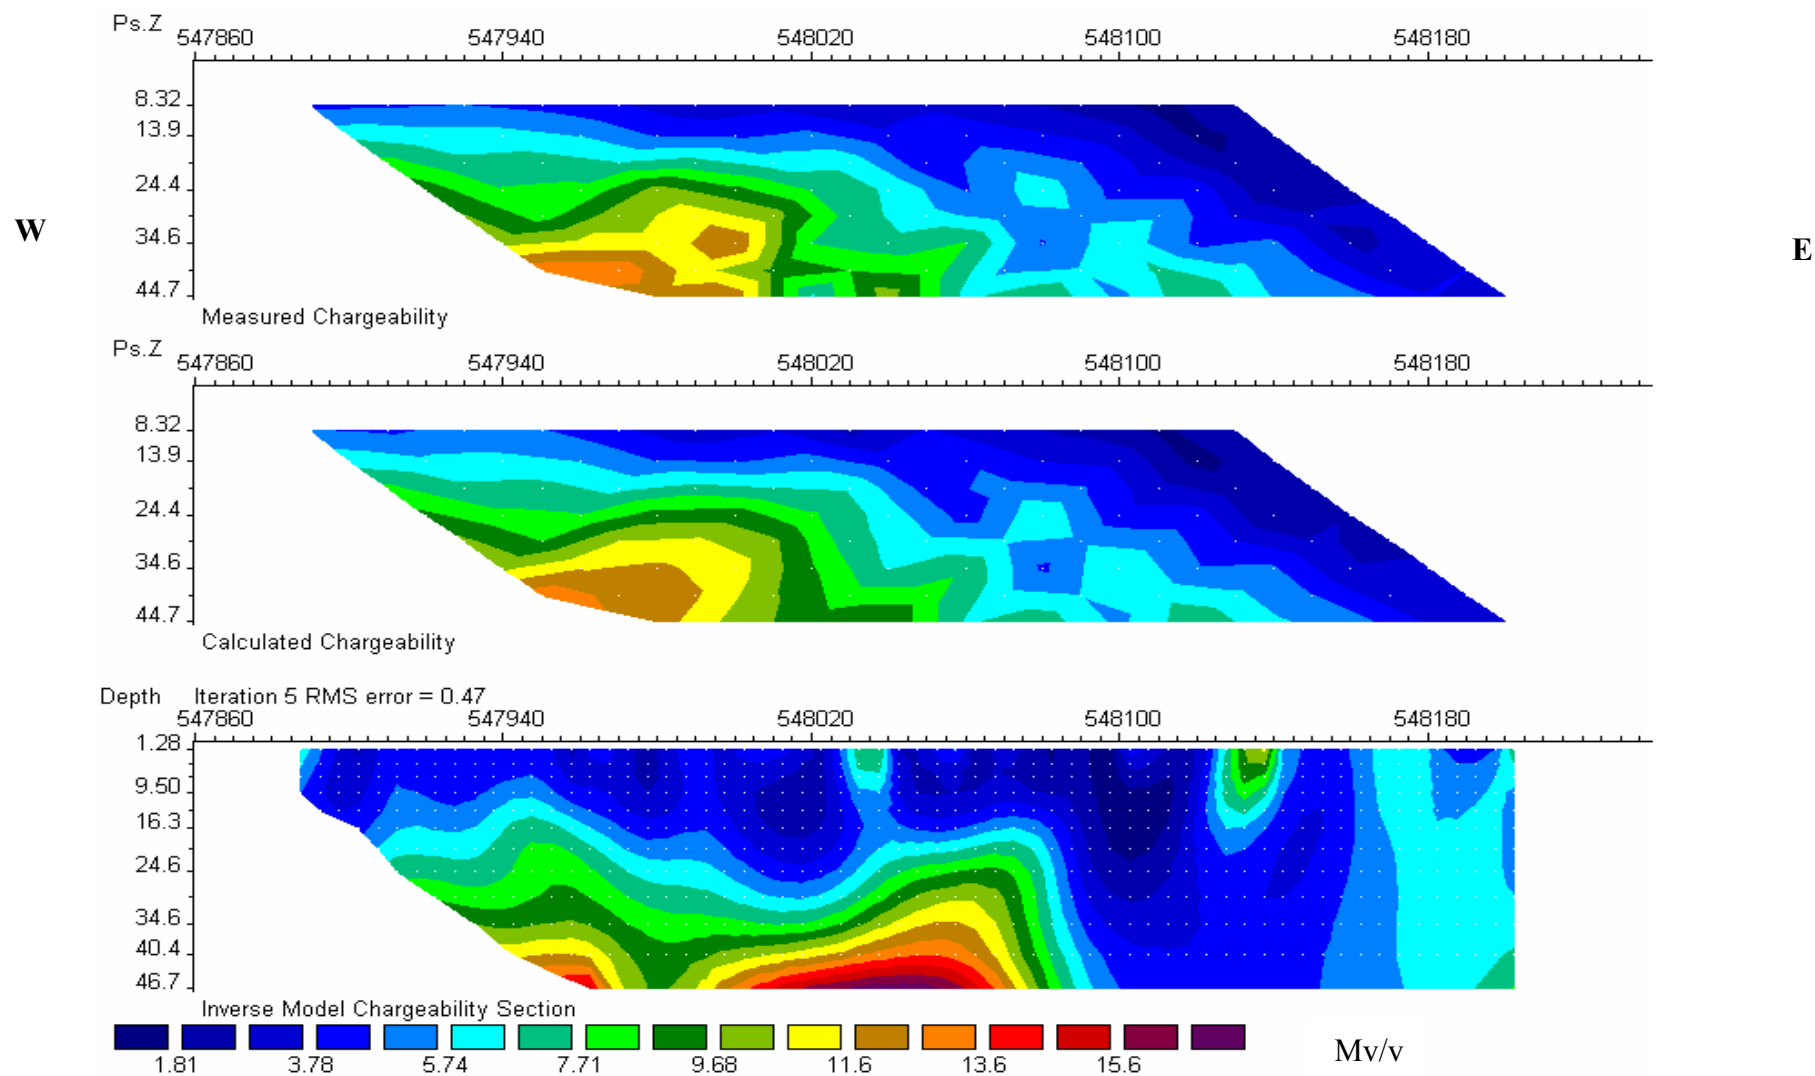 Ps.Z
547860 547940 548020 548100 548180
8.32
13.9
24.4
W
34.6
E
44.7
Measured Chargeability
Ps.Z
547860 547940 548020 548100 548180
8.32
13.9
24.4
34.6
44.7
Calculated Chargeability
Depth Iteration 5 RMS error = 0.47
547860 547940 548020 548100 548180
1.28
9.50
16.3
24.6
34.6
40.4
46.7
Inverse Model Chargeability Section
1.81 3.78 5.74 7.71 9.68 11.6 13.6 15.6 Mv/v